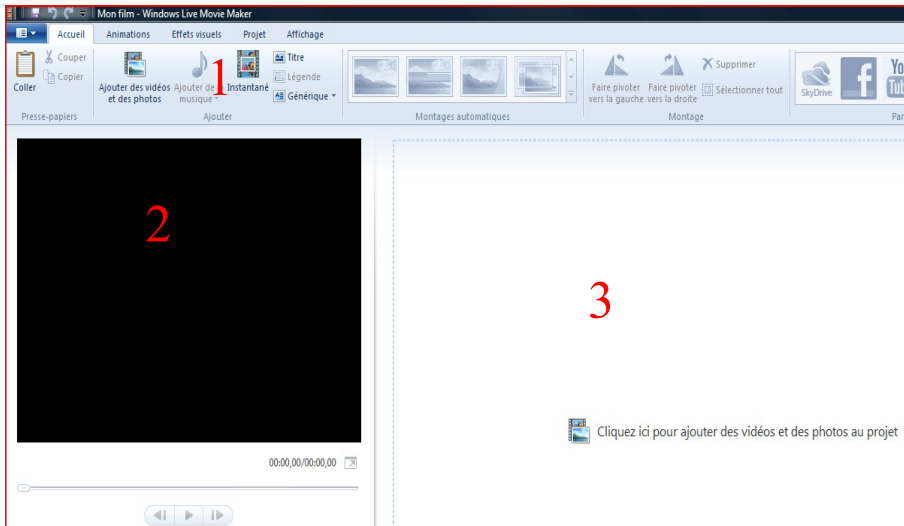 Mon film - Windows Live Movie Maker
Accueil Animations Effets visuels Projet Affichage
Coller
Couper
Copier
Presse-papiers
Ajouter des vidéos
et des photos
Ajouter de
musique
1
Instantané
Titre
Légende
Générique
Ajouter
Montages automatiques
Faire pivoter
vers la gauche
Faire pivoter
vers la droite
Supprimer
Sélectionner tout
Montage
SkyDrive
f
Yo
Tub
Par
2
3
Cliquez ici pour ajouter des vidéos et des photos au projet
00:00,00/00:00,00